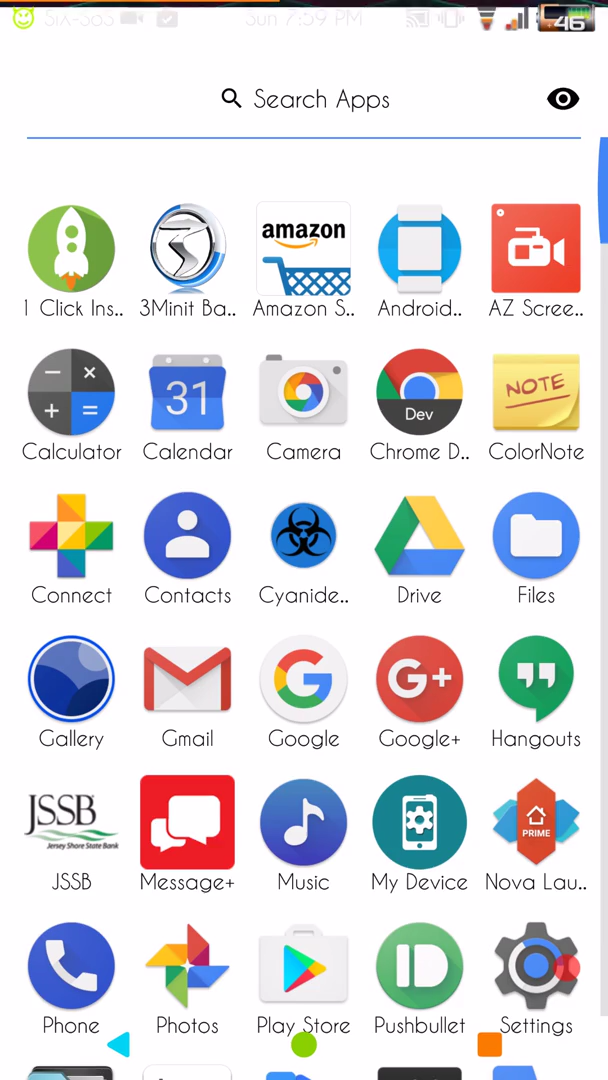 Sun 7:59 PM
46
Search Apps
amazon
1 Click Ins.. 3Minit Ba.. Amazon S.. Android.. AZ Scree..
31 Dev NOTE
Calculator Calendar Camera Chrome D.. ColorNote
Connect Contacts Cyanide.. Drive Files
G G+
Gallery Gmail Google Google+ Hangouts
JSSB
Jersey Shore State Bank
PRIME
JSSB Message+ Music My Device Nova Lau..
Phone Photos Play Store Pushbullet Settings